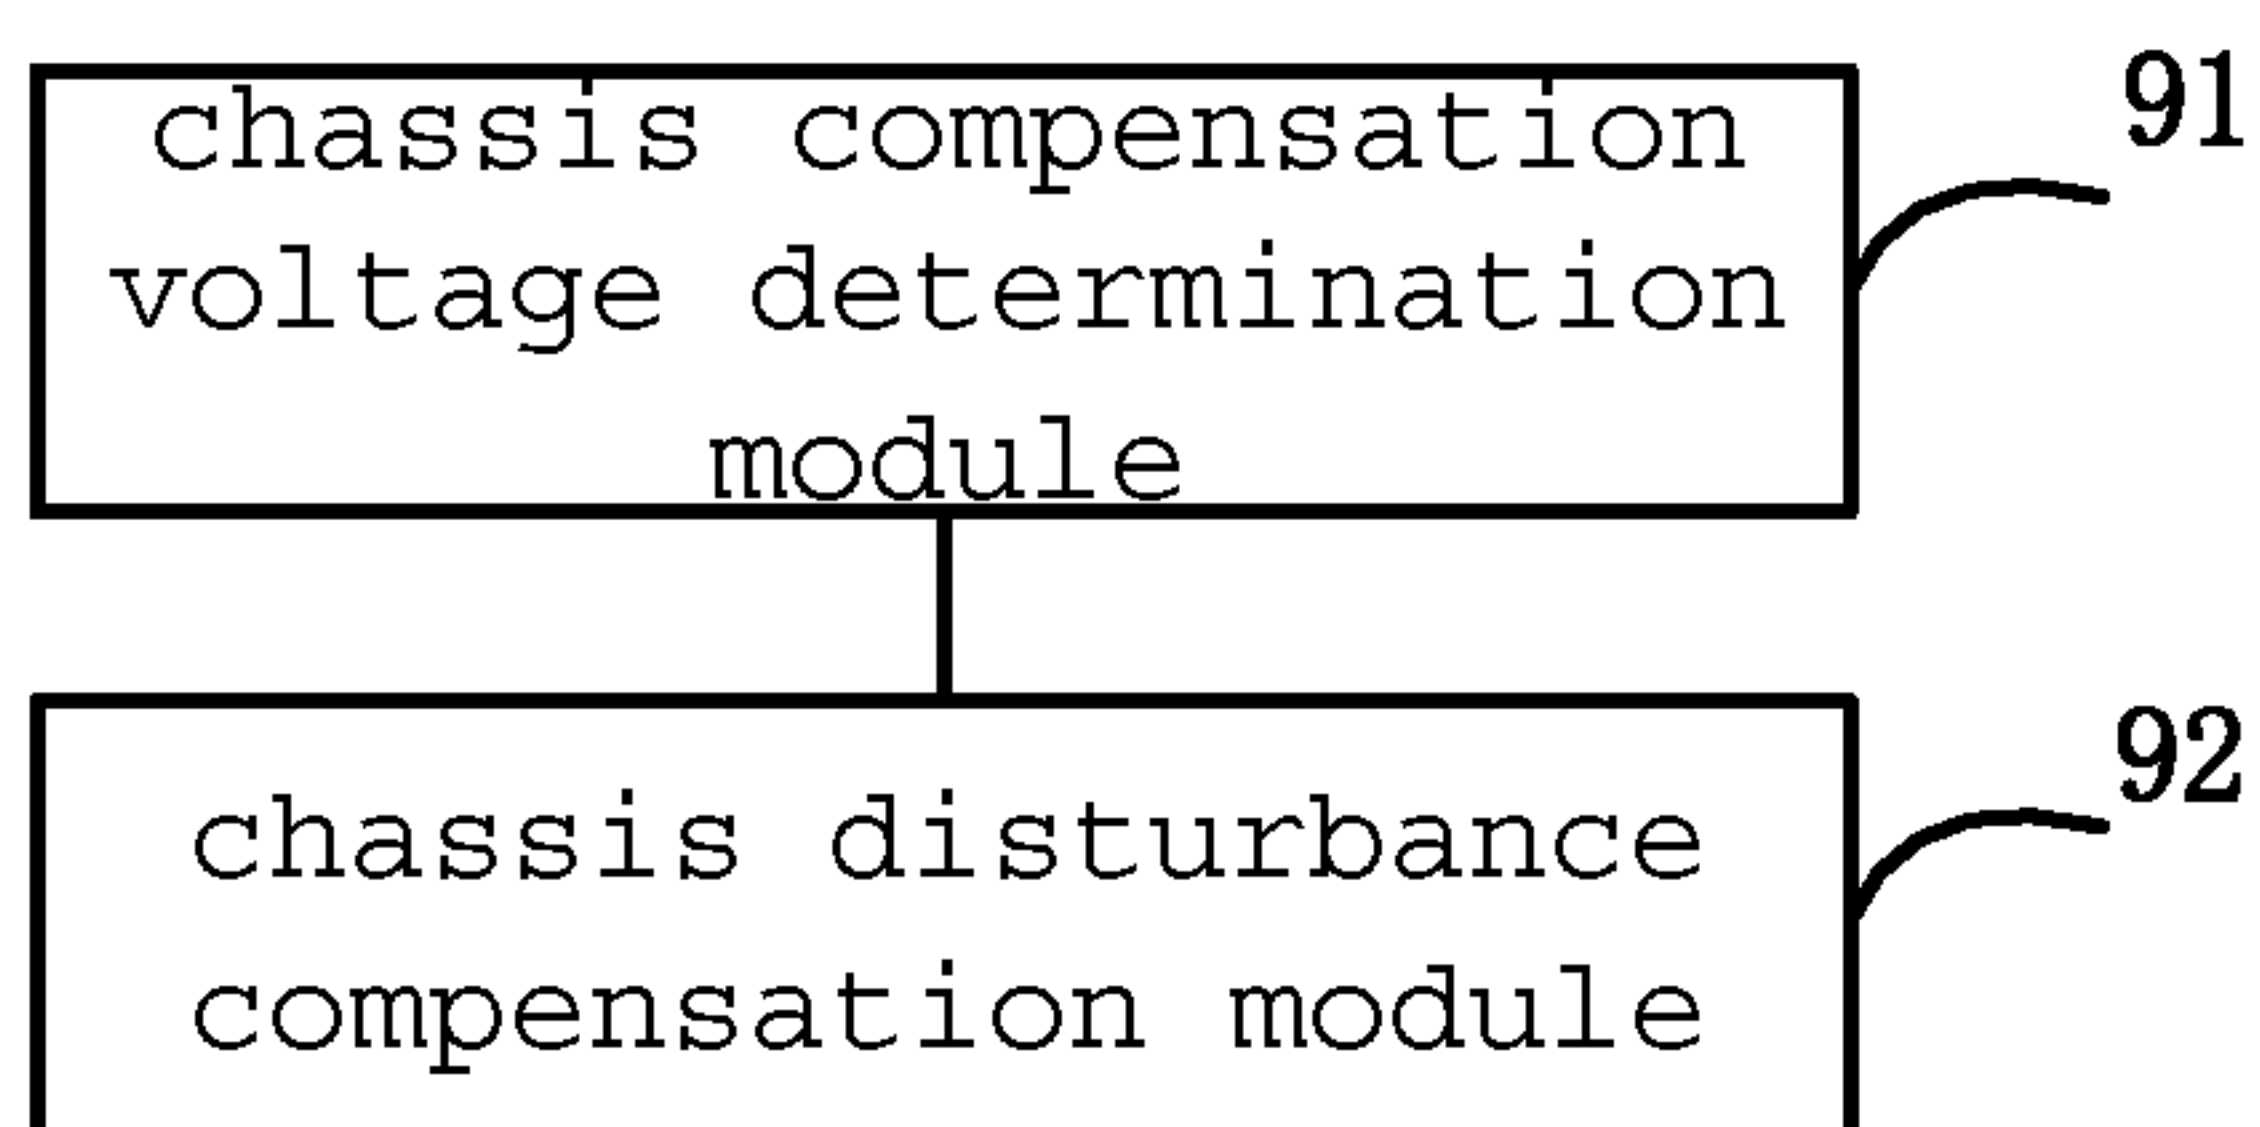 chassis compensation
91
voltage determination
module
92
chassis disturbance
compensation module